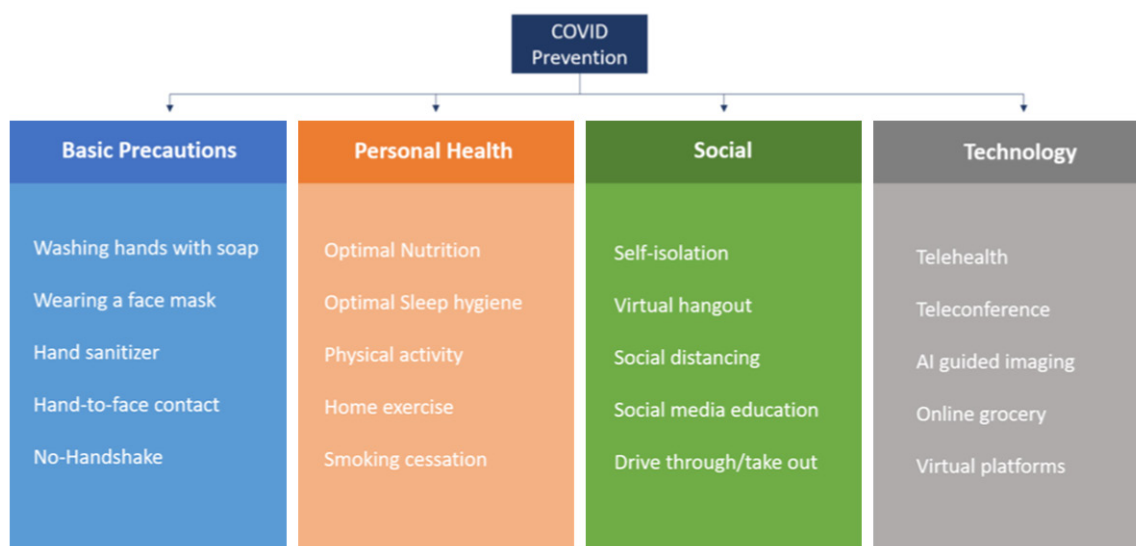 COVID
Prevention
Basic Precautions
Washing hands with soap
Wearing a face mask
Hand sanitizer
Hand-to-face contact
No-Handshake
Personal Health
Optimal Nutrition
Optimal Sleep hygiene
Physical activity
Home exercise
Smoking cessation
Social
Self-isolation
Virtual hangout
Social distancing
Social media education
Drive through/take out
Technology
Telehealth
Teleconference
AI guided imaging
Online grocery
Virtual platforms